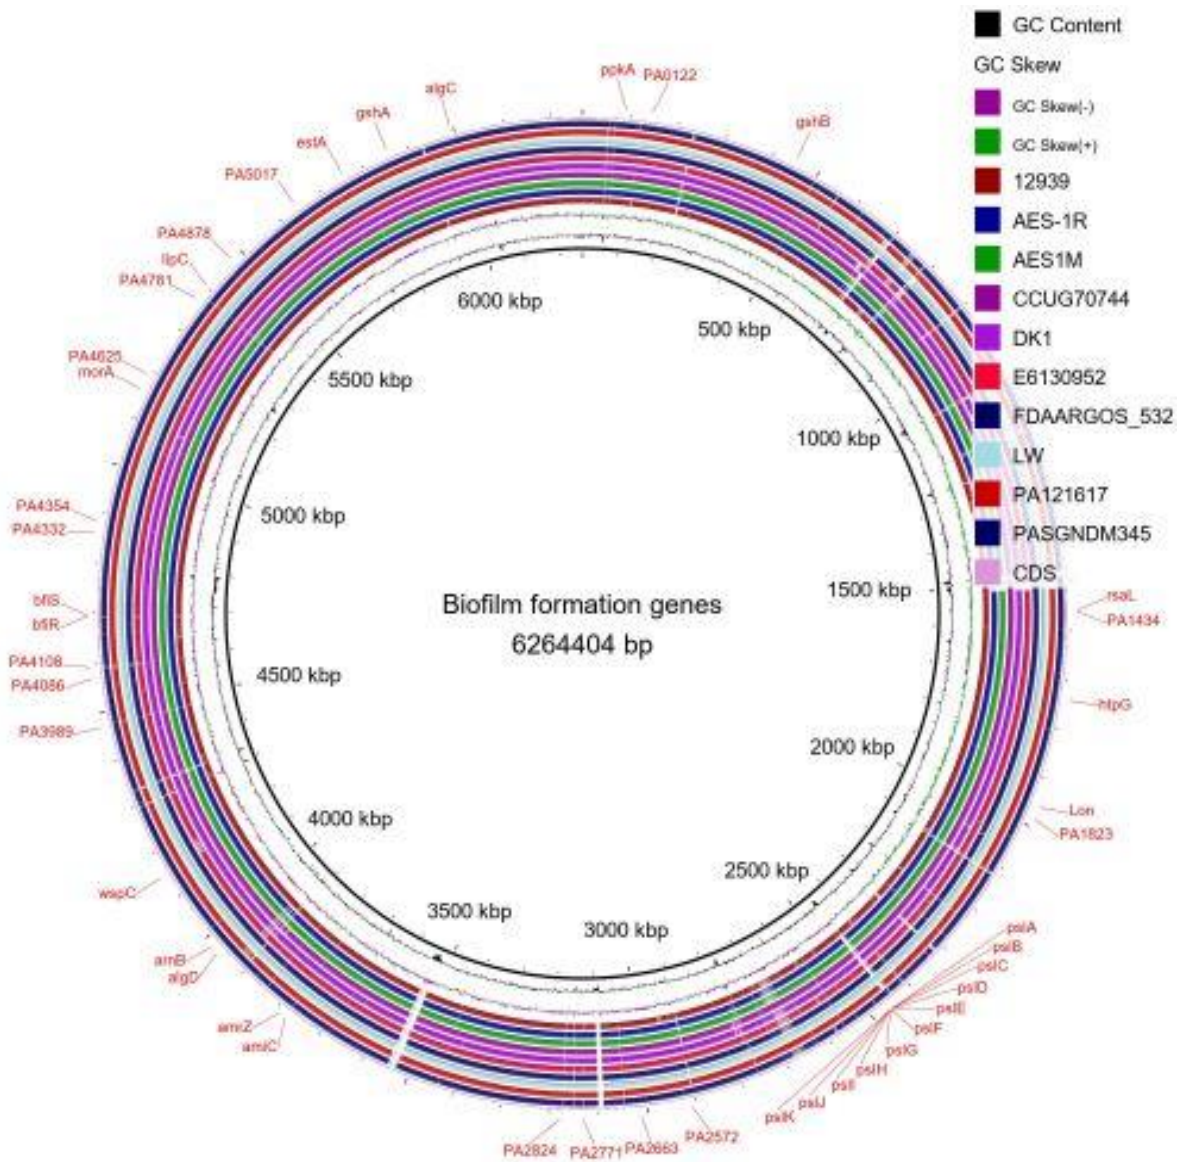 GC Content
GC Skew
GC Skew(-)
GC Skew(+)
12939
AES-1R
AES1M
CCUG70744
DK1
E6130952
FDAARGOS_532
LW
PA121617
PASGNDM345
CDS
ppkA
PA0122
gshB
rsaL
PA1434
htpG
Lon
PA1823
pslA
pslB
pslC
pslD
pslE
pslF
pslG
pslH
pslI
pslJ
pslK
PA2572
PA2663
PA2771
PA2824
amiC
amrZ
algD
arnB
wspC
PA3989
PA4086
PA4108
bfiR
bfiS
PA4332
PA4354
morA
PA4625
PA4781
lipC
PA4878
PA5017
estA
gshA
algC
500 kbp
1000 kbp
1500 kbp
2000 kbp
2500 kbp
3000 kbp
3500 kbp
4000 kbp
4500 kbp
5000 kbp
5500 kbp
6000 kbp
Biofilm formation genes
6264404 bp